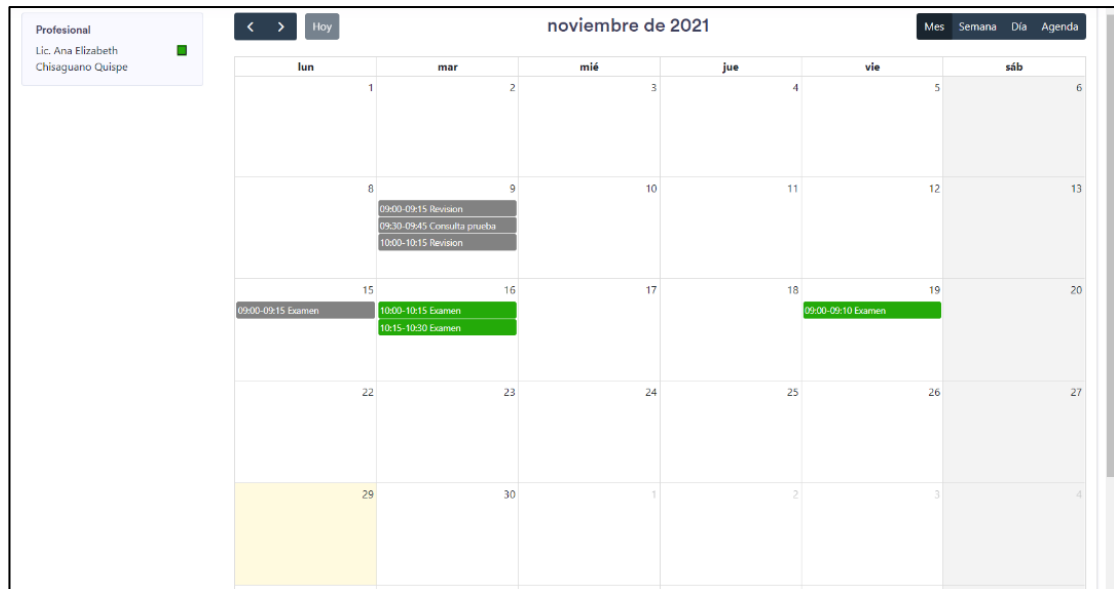 Profesional
Lic. Ana Elizabeth
Chisaguano Quispe
Hoy
noviembre de 2021
Mes Semana Día Agenda
lun mar mié jue vie sáb
1 2 3 4 5 6
8 9 10 11 12 13
09:00-09:15 Revision
09:30-09:45 Consulta prueba
10:00-10:15 Revision
15 16 17 18 19 20
09:00-09:15 Examen 10:00-10:15 Examen 09:00-09:10 Examen
10:15-10:30 Examen
22 23 24 25 26 27
29 30 1 2 3 4